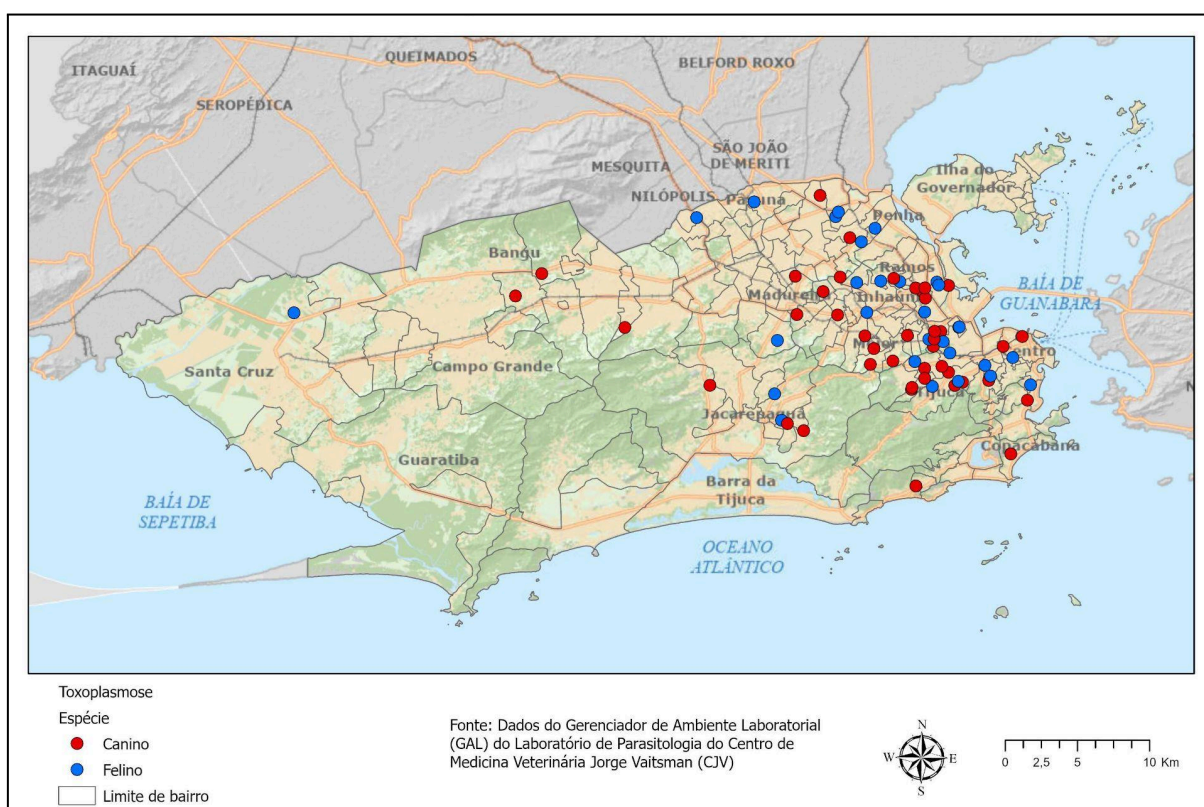 ITAGUAÍ
QUEIMADOS
BELFORD ROXO
SEROPÉDICA
MESQUITA
SÃO JOÃO
DE MERITI
NILÓPOLIS
Pavuna
Ilha do
Governador
Penha
Bangu
Ramos
Madureira
Inhaúma
BAÍA DE
GUANABARA
Méier
Centro
Santa Cruz
Campo Grande
Tijuca
Jacarepaguá
Copacabana
Guaratiba
Barra da
Tijuca
BAÍA DE
SEPETIBA
OCEANO
ATLÂNTICO
Toxoplasmose
Espécie
Canino
Felino
Limite de bairro
Fonte: Dados do Gerenciador de Ambiente Laboratorial
(GAL) do Laboratório de Parasitologia do Centro de
Medicina Veterinária Jorge Vaitsman (CJV)
N
W
E
S
0 2,5 5 10 Km